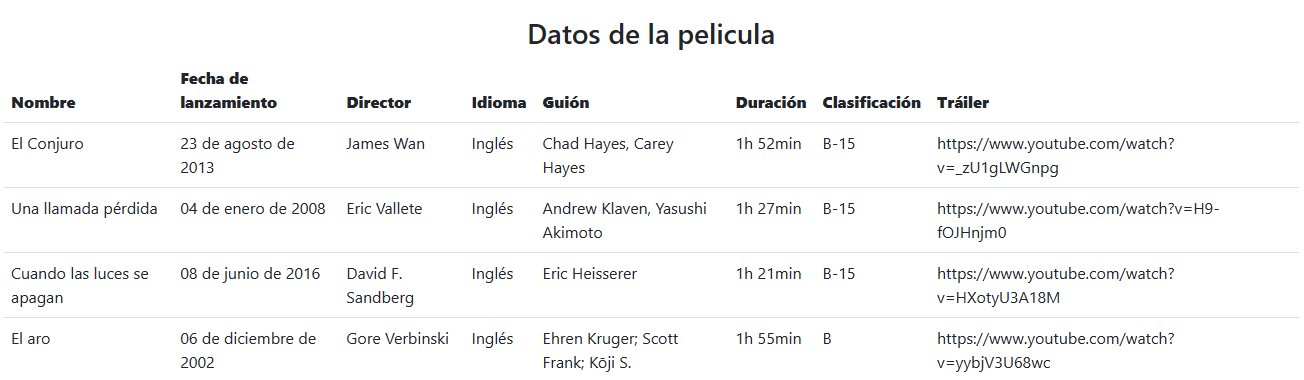 Datos de la pelicula
Nombre Fecha de lanzamiento Director Idioma Guión Duración Clasificación Tráiler
El Conjuro 23 de agosto de 2013 James Wan Inglés Chad Hayes, Carey Hayes 1h 52min B-15 https://www.youtube.com/watch?v=_zU1gLWGnpg
Una llamada pérdida 04 de enero de 2008 Eric Vallete Inglés Andrew Klaven, Yasushi Akimoto 1h 27min B-15 https://www.youtube.com/watch?v=H9-fOJHnjm0
Cuando las luces se apagan 08 de junio de 2016 David F. Sandberg Inglés Eric Heisserer 1h 21min B-15 https://www.youtube.com/watch?v=HXotyU3A18M
El aro 06 de diciembre de 2002 Gore Verbinski Inglés Ehren Kruger; Scott Frank; Kōji S. 1h 55min B https://www.youtube.com/watch?v=yybjV3U68wc